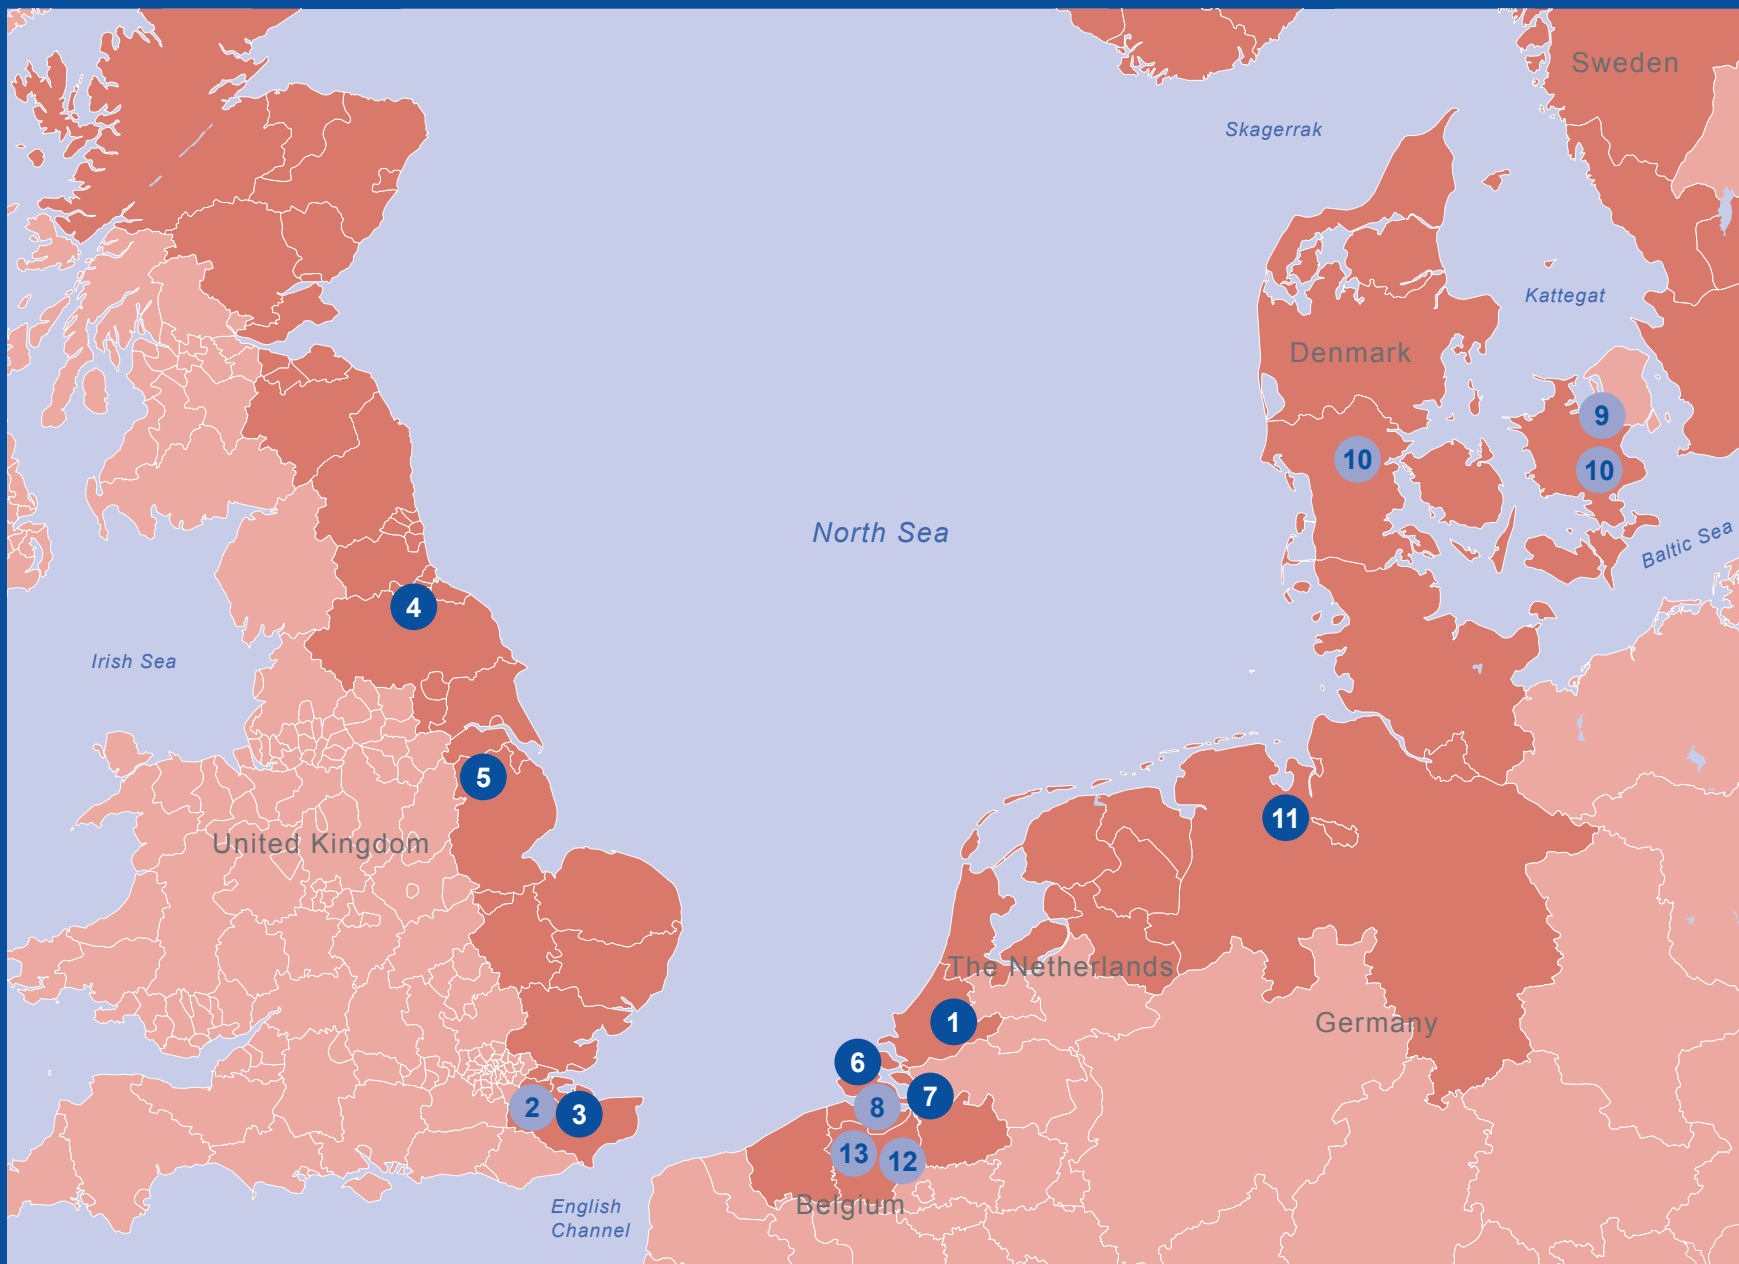 Sweden
Skagerrak
Kattegat
Denmark
9
10
10
North Sea
Baltic Sea
4
Irish Sea
5
11
United Kingdom
The Netherlands
1
Germany
6
7
2
3
8
13
12
Belgium
English
Channel